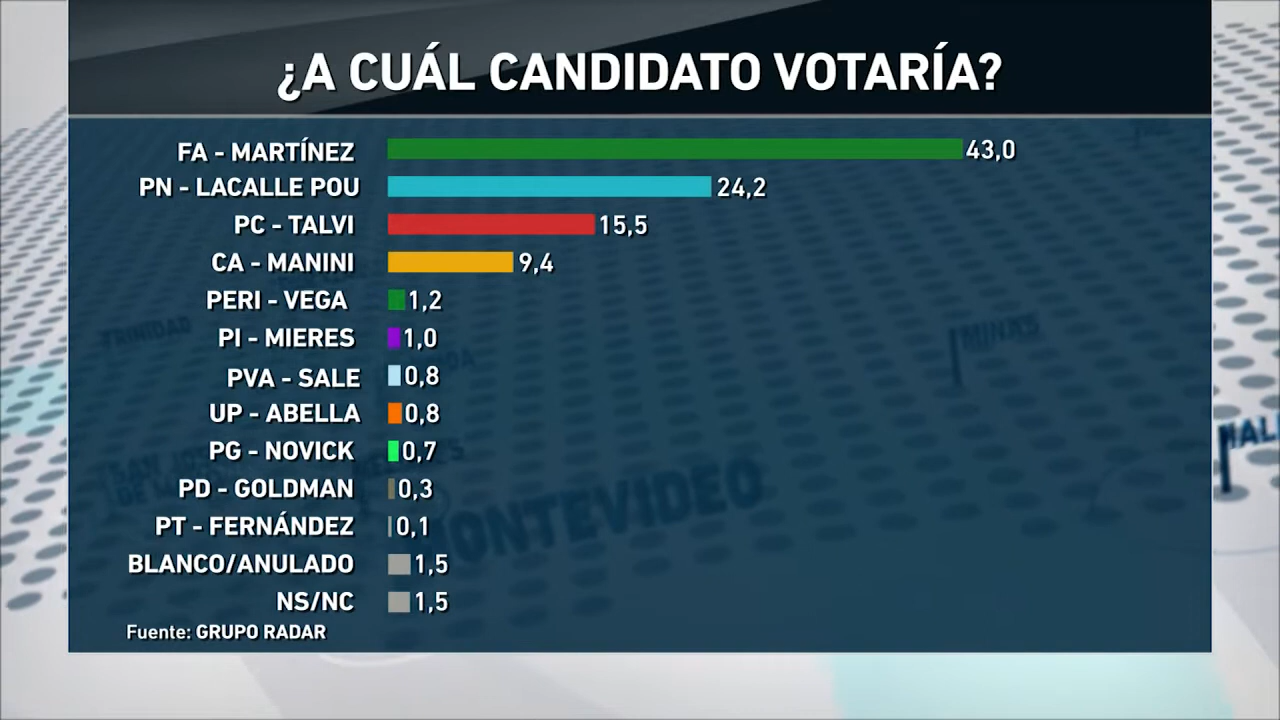 ¿A CUÁL CANDIDATO VOTARÍA?
FA - MARTÍNEZ 43,0
PN - LACALLE POU 24,2
PC - TALVI 15,5
CA - MANINI 9,4
PERI - VEGA 1,2
PI - MIERES 1,0
PVA - SALE 0,8
UP - ABELLA 0,8
PG - NOVICK 0,7
PD - GOLDMAN 0,3
PT - FERNÁNDEZ 0,1
BLANCO/ANULADO 1,5
NS/NC 1,5
Fuente: GRUPO RADAR
TRINIDAD
MINAS
MONTEVIDEO